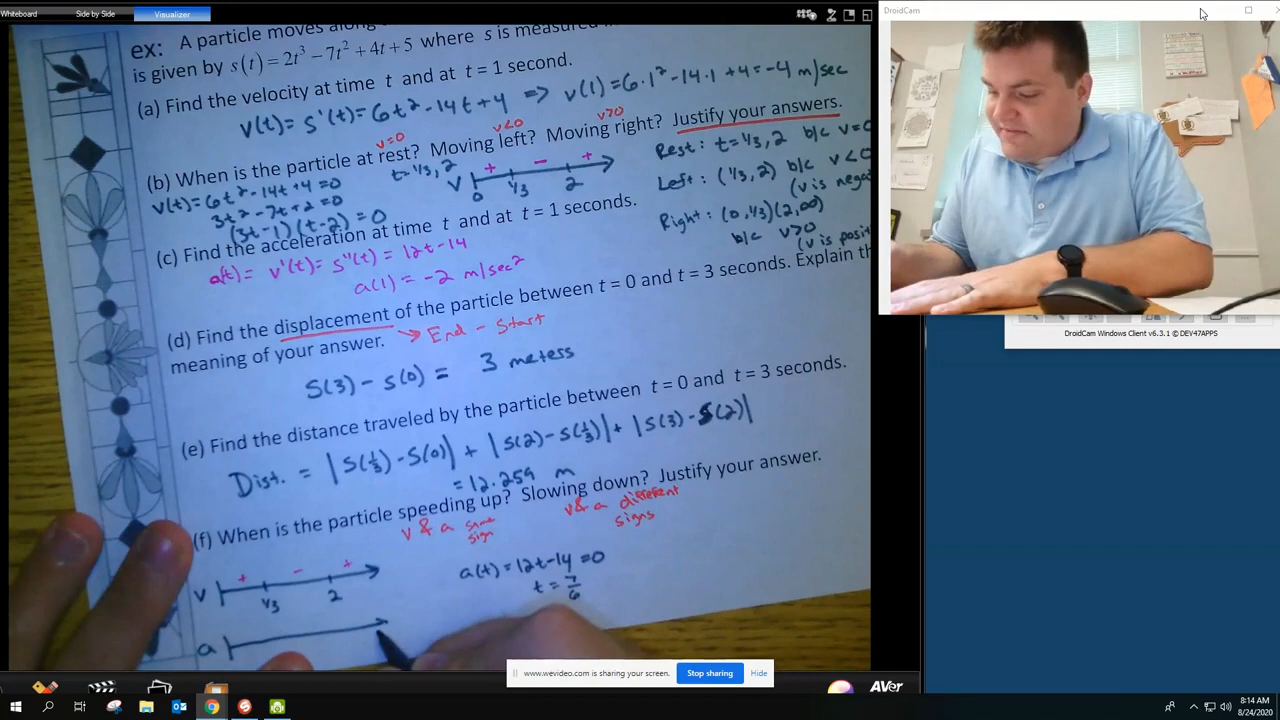 Whiteboard Side by Side Visualizer
DroidCam
ex: A particle moves along
is given by s(t) = 2t³ − 7t² + 4t + 5 where s is measured
(a) Find the velocity at time t and at t = 1 second.
v(t) = s'(t) = 6t² - 14t + 4 => v(1) = 6·1² - 14·1 + 4 = -4 m/sec
v=0 v<0 v>0
(b) When is the particle at rest? Moving left? Moving right? Justify your answers.
v(t) = 6t² - 14t + 4 = 0
3t² - 7t + 2 = 0
(3t-1)(t-2) = 0
t = 1/3, 2
+ - +
v 0 1/3 2
Rest: t = 1/3, 2 b/c v = 0
Left: (1/3, 2) b/c v < 0
(v is nega
Right: (0, 1/3)(2, ∞)
b/c v>0
(v is posit
(c) Find the acceleration at time t and at t = 1 seconds.
a(t) = v'(t) = s''(t) = 12t - 14
a(1) = -2 m/sec²
(d) Find the displacement of the particle between t = 0 and t = 3 seconds. Explain th
meaning of your answer.
End - Start
S(3) - S(0) = 3 meters
(e) Find the distance traveled by the particle between t = 0 and t = 3 seconds.
Dist. = |S(1/3) - S(0)| + |S(2) - S(1/3)| + |S(3) - S(2)|
= 12.259 m
(f) When is the particle speeding up? Slowing down? Justify your answer.
v & a same sign
v & a different signs
+ - +
v 1/3 2
a(t) = 12t - 14 = 0
t = 7/6
a
DroidCam Windows Client v6.3.1 © DEV47APPS
www.wevideo.com is sharing your screen. Stop sharing Hide
AVer
8:14 AM
8/24/2020